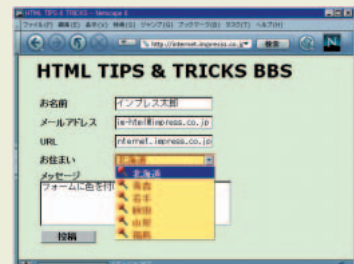 HTML TIPS & TRICKS - Netscape 6
ファイル(F) 編集(E) 表示(V) 検索(S) ジャンプ(G) ブックマーク(B) タスク(T) ヘルプ(H)
http://internet.impress.co.jp 検索 N
HTML TIPS & TRICKS BBS
お名前 インプレス太郎
メールアドレス im-html@impress.co.jp
URL nternet.impress.co.jp
お住まい 北海道
メッセージ 北海道
フォームに色を付 青森
岩手
秋田
山形
福島
投稿